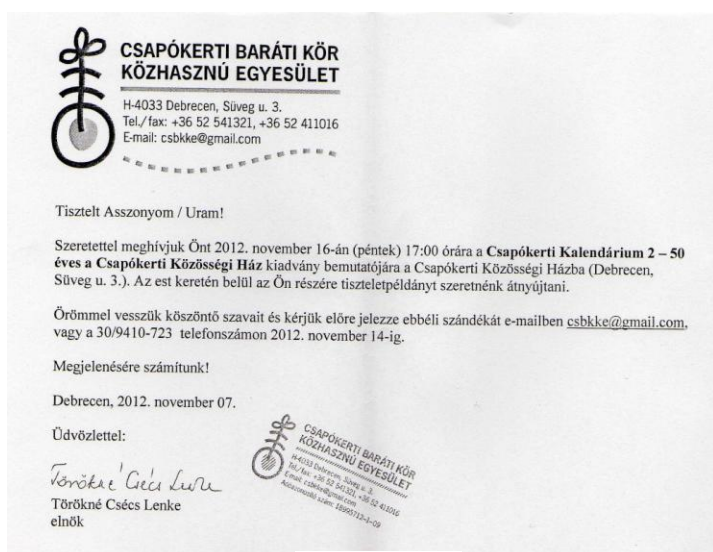 CSAPÓKERTI BARÁTI KÖR
KÖZHASZNÚ EGYESÜLET
H-4033 Debrecen, Süveg u. 3.
Tel./fax: +36 52 541321, +36 52 411016
E-mail: csbkke@gmail.com
Tisztelt Asszonyom / Uram!
Szeretettel meghívjuk Önt 2012. november 16-án (péntek) 17:00 órára a Csapókerti Kalendárium 2 – 50
éves a Csapókerti Közösségi Ház kiadvány bemutatójára a Csapókerti Közösségi Házba (Debrecen,
Süveg u. 3.). Az est keretén belül az Ön részére tiszteletpéldányt szeretnénk átnyújtani.
Örömmel vesszük köszöntő szavait és kérjük előre jelezze ebbéli szándékát e-mailben csbkke@gmail.com,
vagy a 30/9410-723 telefonszámon 2012. november 14-ig.
Megjelenésére számítunk!
Debrecen, 2012. november 07.
Üdvözlettel:
Törökné Csécs Lenke
Törökné Csécs Lenke
elnök
CSAPÓKERTI BARÁTI KÖR
KÖZHASZNÚ EGYESÜLET
H-4033 Debrecen, Süveg u. 3.
Tel./fax: +36 52 541321, +36 52 411016
E-mail: csbkke@gmail.com